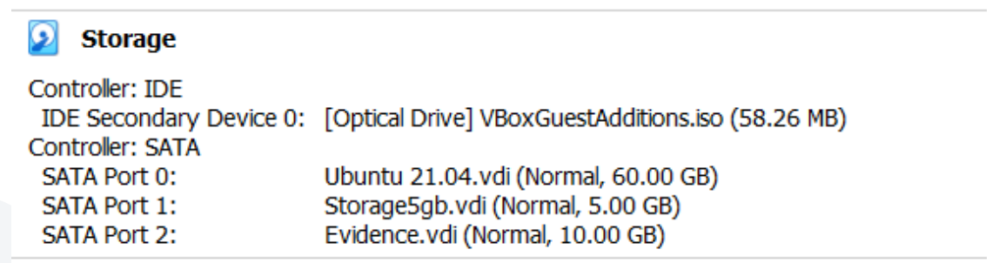 Storage
Controller: IDE
IDE Secondary Device 0: [Optical Drive] VBoxGuestAdditions.iso (58.26 MB)
Controller: SATA
SATA Port 0: Ubuntu 21.04.vdi (Normal, 60.00 GB)
SATA Port 1: Storage5gb.vdi (Normal, 5.00 GB)
SATA Port 2: Evidence.vdi (Normal, 10.00 GB)